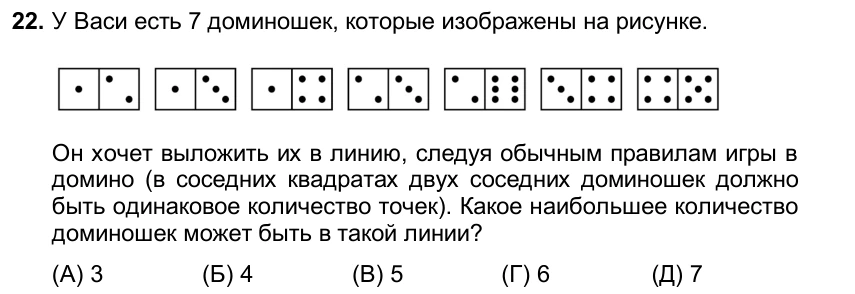 22. У Васи есть 7 доминошек, которые изображены на рисунке.
Он хочет выложить их в линию, следуя обычным правилам игры в
домино (в соседних квадратах двух соседних доминошек должно
быть одинаковое количество точек). Какое наибольшее количество
доминошек может быть в такой линии?
(А) 3 (Б) 4 (В) 5 (Г) 6 (Д) 7